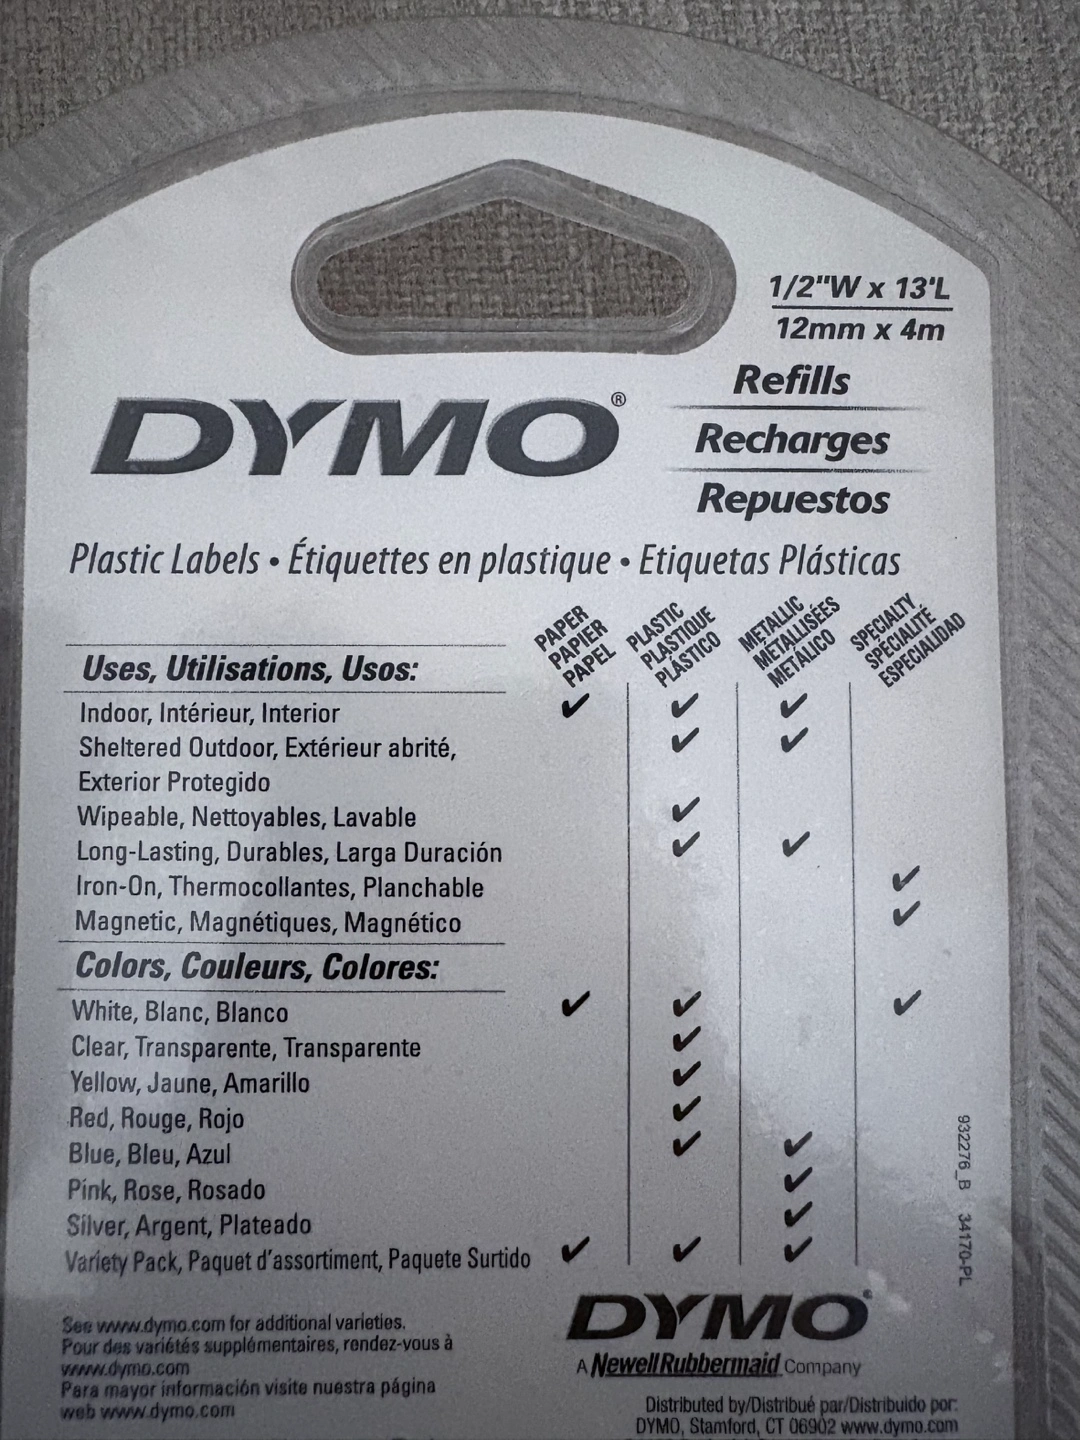 1/2"W x 13'L
12mm x 4m
Refills
DYMO®
Recharges
Repuestos
Plastic Labels • Étiquettes en plastique • Etiquetas Plásticas
PAPER
PAPIER
PAPEL
PLASTIC
PLASTIQUE
PLÁSTICO
METALLIC
MÉTALLISÉES
METÁLICO
SPECIALTY
SPÉCIALITÉ
ESPECIALIDAD
Uses, Utilisations, Usos:
Indoor, Intérieur, Interior ✔ ✔ ✔
Sheltered Outdoor, Extérieur abrité, ✔ ✔
Exterior Protegido
Wipeable, Nettoyables, Lavable ✔
Long-Lasting, Durables, Larga Duración ✔ ✔
Iron-On, Thermocollantes, Planchable ✔
Magnetic, Magnétiques, Magnético ✔
Colors, Couleurs, Colores:
White, Blanc, Blanco ✔ ✔ ✔
Clear, Transparente, Transparente ✔
Yellow, Jaune, Amarillo ✔
Red, Rouge, Rojo ✔
Blue, Bleu, Azul ✔ ✔
Pink, Rose, Rosado ✔
Silver, Argent, Plateado ✔
Variety Pack, Paquet d'assortiment, Paquete Surtido ✔ ✔ ✔
932276_B 34170-PL
See www.dymo.com for additional varieties.
Pour des variétés supplémentaires, rendez-vous à
www.dymo.com
Para mayor información visite nuestra página
web www.dymo.com
DYMO®
A NewellRubbermaid Company
Distributed by/Distribué par/Distribuido por:
DYMO, Stamford, CT 06902 www.dymo.com